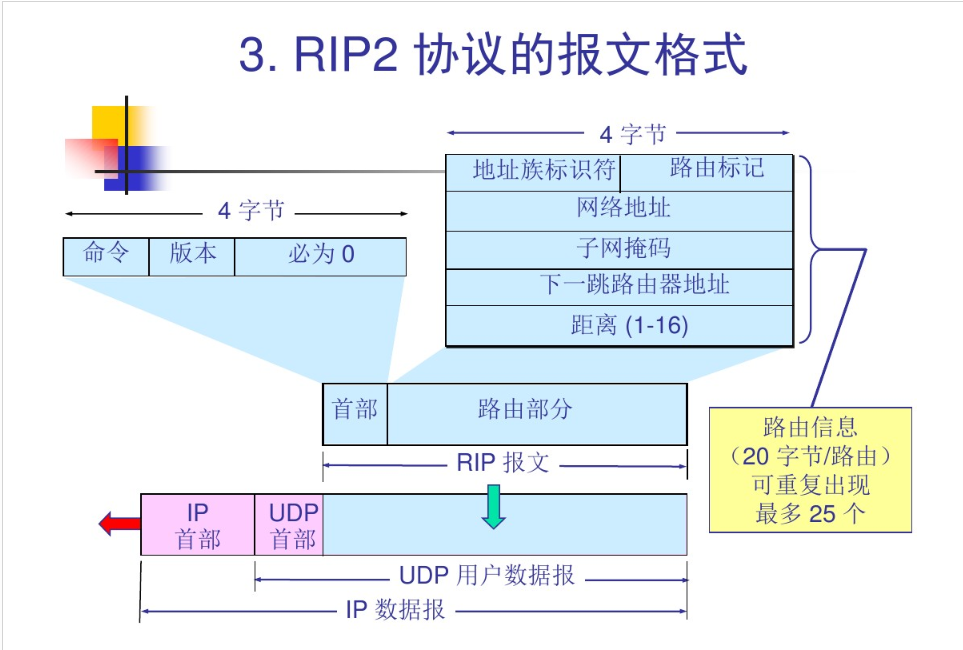 3. RIP2 协议的报文格式
4 字节
地址族标识符 路由标记
网络地址
子网掩码
下一跳路由器地址
距离 (1-16)
4 字节
命令 版本 必为 0
首部 路由部分
RIP 报文
路由信息
（20 字节/路由）
可重复出现
最多 25 个
IP
首部
UDP
首部
UDP 用户数据报
IP 数据报